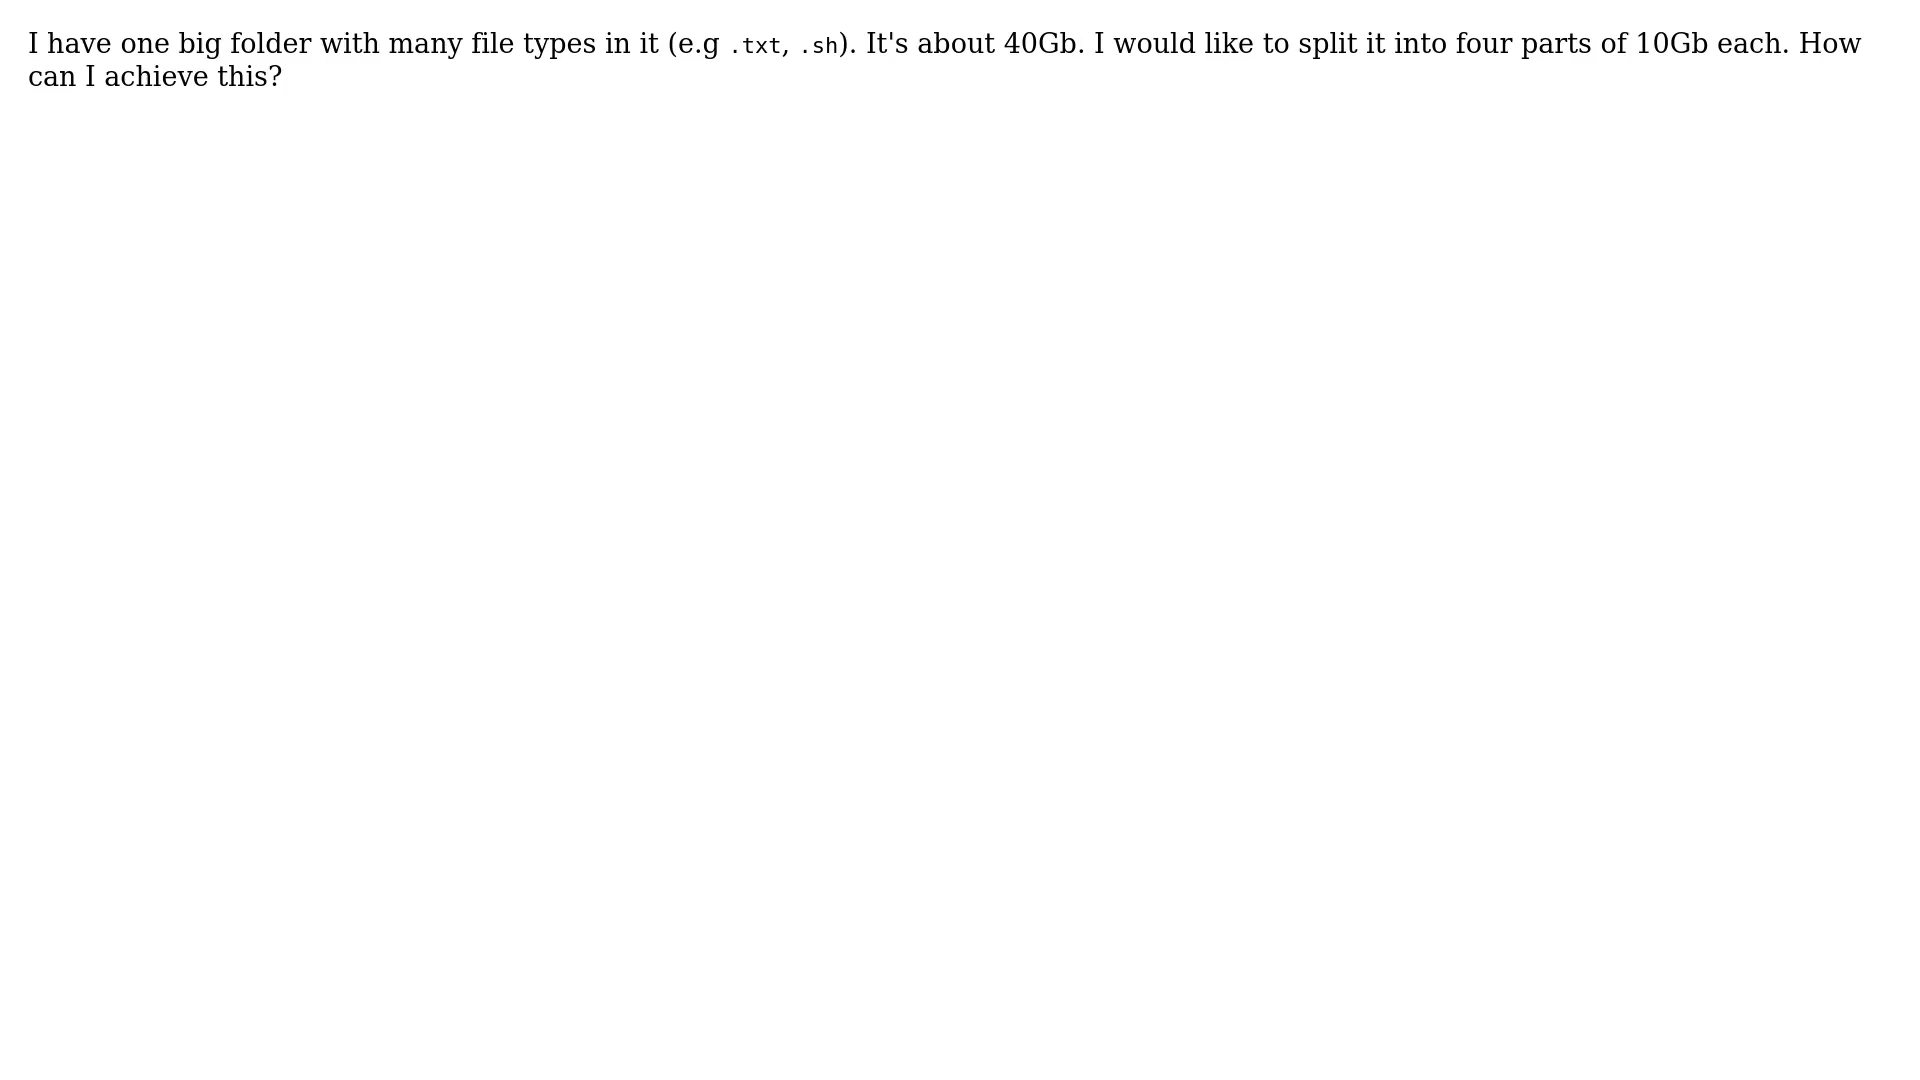 I have one big folder with many file types in it (e.g .txt, .sh). It's about 40Gb. I would like to split it into four parts of 10Gb each. How
can I achieve this?